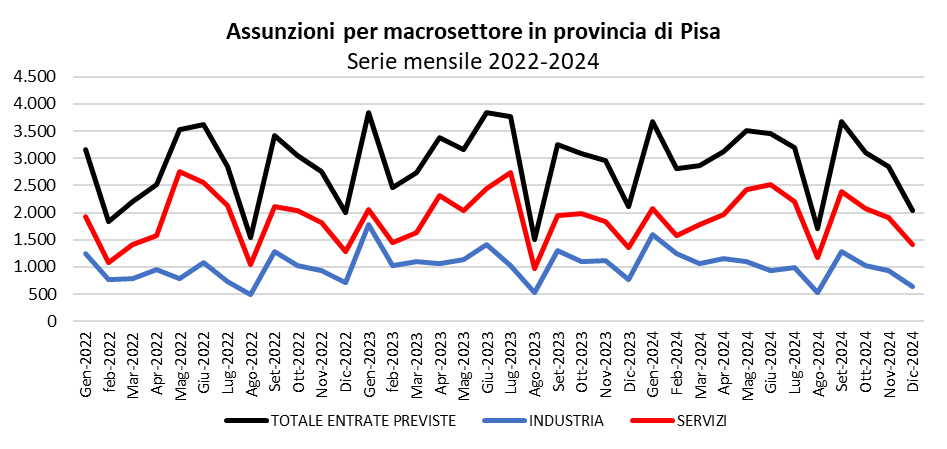 Assunzioni per macrosettore in provincia di Pisa
Serie mensile 2022-2024
4.500
4.000
3.500
3.000
2.500
2.000
1.500
1.000
500
0
Gen-2022
feb-2022
Mar-2022
Apr-2022
Mag-2022
Giu-2022
Lug-2022
Ago-2022
Set-2022
Ott-2022
Nov-2022
Dic-2022
Gen-2023
feb-2023
Mar-2023
Apr-2023
Mag-2023
Giu-2023
Lug-2023
Ago-2023
Set-2023
Ott-2023
Nov-2023
Dic-2023
Gen-2024
Feb-2024
Mar-2024
Apr-2024
Mag-2024
Giu-2024
Lug-2024
Ago-2024
Set-2024
Ott-2024
Nov-2024
Dic-2024
TOTALE ENTRATE PREVISTE INDUSTRIA SERVIZI